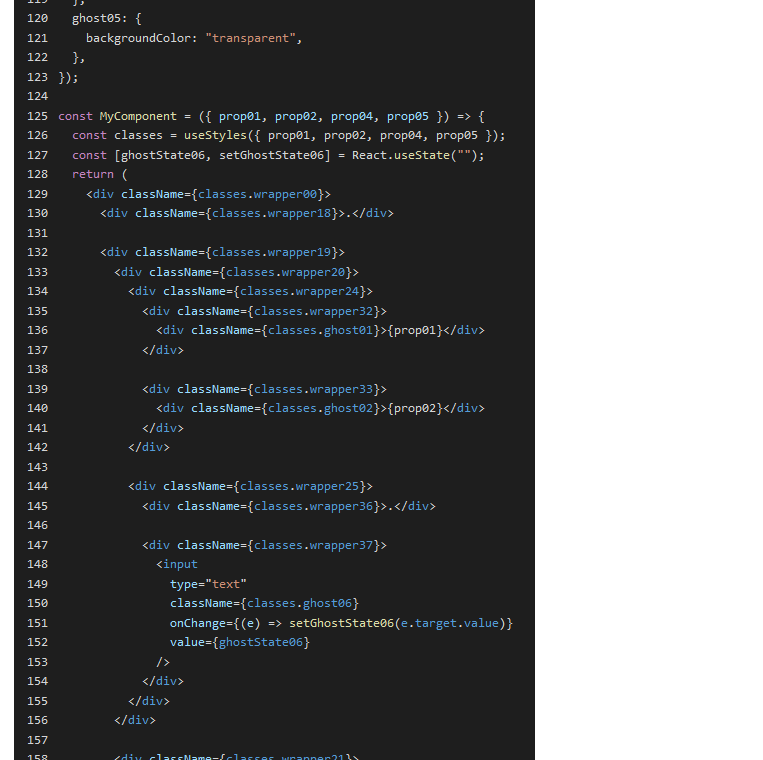 119   },
120   ghost05: {
121     backgroundColor: "transparent",
122   },
123 });
124
125 const MyComponent = ({ prop01, prop02, prop04, prop05 }) => {
126   const classes = useStyles({ prop01, prop02, prop04, prop05 });
127   const [ghostState06, setGhostState06] = React.useState("");
128   return (
129     <div className={classes.wrapper00}>
130       <div className={classes.wrapper18}>.</div>
131
132       <div className={classes.wrapper19}>
133         <div className={classes.wrapper20}>
134           <div className={classes.wrapper24}>
135             <div className={classes.wrapper32}>
136               <div className={classes.ghost01}>{prop01}</div>
137             </div>
138
139             <div className={classes.wrapper33}>
140               <div className={classes.ghost02}>{prop02}</div>
141             </div>
142           </div>
143
144           <div className={classes.wrapper25}>
145             <div className={classes.wrapper36}>.</div>
146
147             <div className={classes.wrapper37}>
148               <input
149                 type="text"
150                 className={classes.ghost06}
151                 onChange={(e) => setGhostState06(e.target.value)}
152                 value={ghostState06}
153               />
154             </div>
155           </div>
156         </div>
157
158         <div className={classes.wrapper21}>